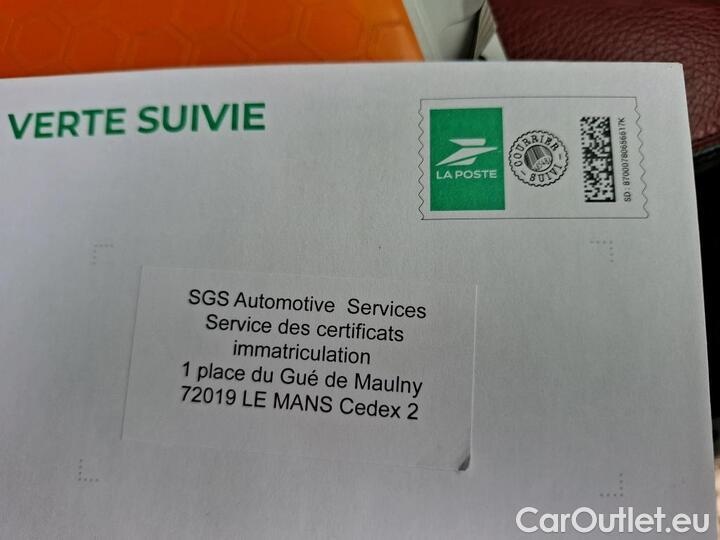 VERTE SUIVIE
LA POSTE
COURRIER
SUIVI
SD : 87000780656617K
SGS Automotive Services
Service des certificats
immatriculation
1 place du Gué de Maulny
72019 LE MANS Cedex 2
CarOutlet.eu